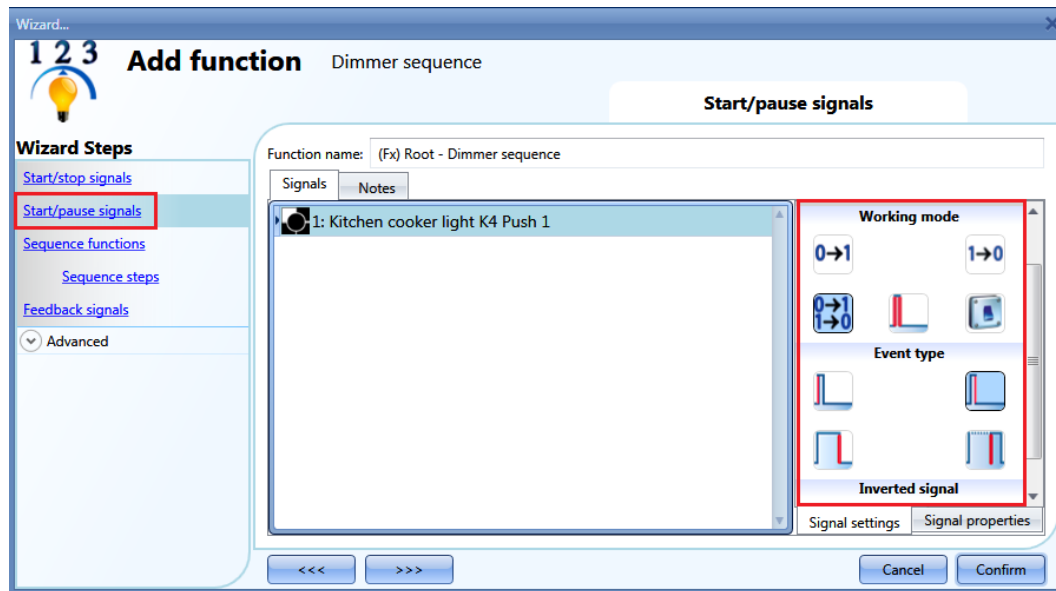 Wizard...
1 2 3
Add function Dimmer sequence
Start/pause signals
Wizard Steps
Start/stop signals
Start/pause signals
Sequence functions
Sequence steps
Feedback signals
Advanced
Function name: (Fx) Root - Dimmer sequence
Signals Notes
1: Kitchen cooker light K4 Push 1
Working mode
0→1 1→0
0→1
1→0
Event type
Inverted signal
Signal settings Signal properties
<<< >>> Cancel Confirm